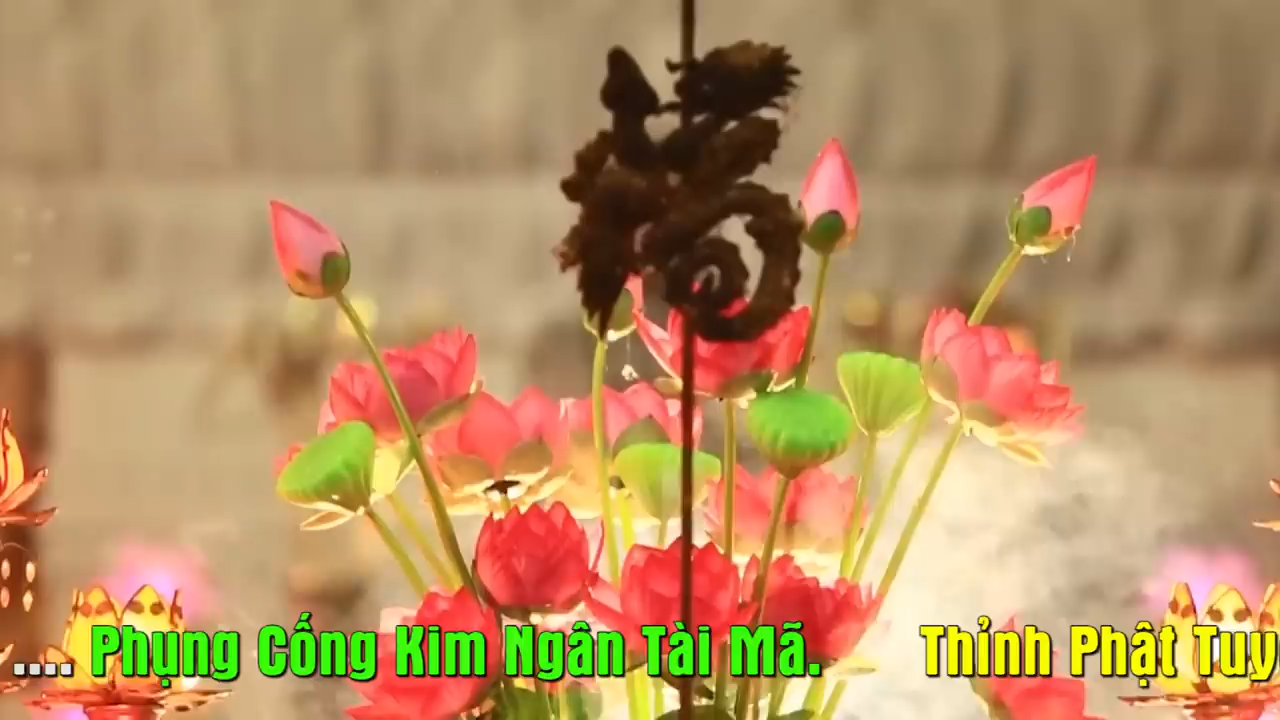 .... Phụng Cống Kim Ngân Tài Mã. Thỉnh Phật Tuy